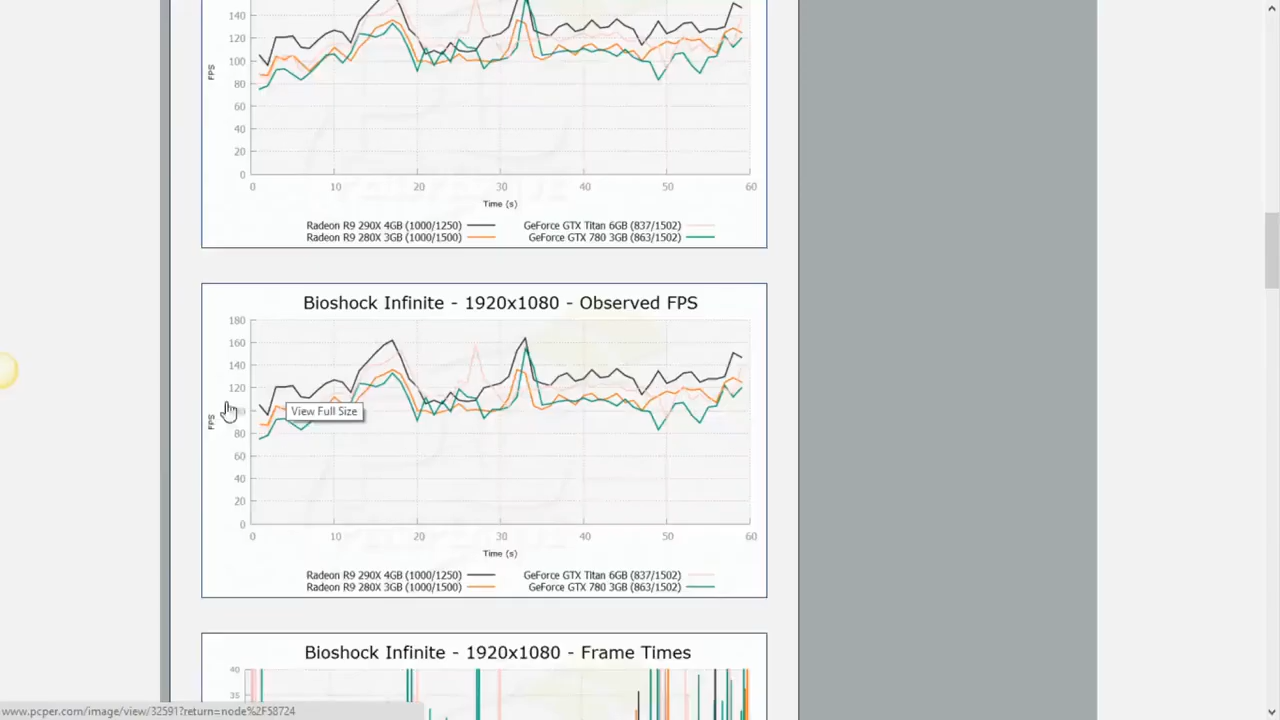 140
120
100
80
60
40
20
0
FPS
0 10 20 30 40 50 60
Time (s)
Radeon R9 290X 4GB (1000/1250) GeForce GTX Titan 6GB (837/1502)
Radeon R9 280X 3GB (1000/1500) GeForce GTX 780 3GB (863/1502)
Bioshock Infinite - 1920x1080 - Observed FPS
180
160
140
120
View Full Size
FPS
80
60
40
20
0
0 10 20 30 40 50 60
Time (s)
Radeon R9 290X 4GB (1000/1250) GeForce GTX Titan 6GB (837/1502)
Radeon R9 280X 3GB (1000/1500) GeForce GTX 780 3GB (863/1502)
Bioshock Infinite - 1920x1080 - Frame Times
40
35
www.pcper.com/image/view/32591?return=node%2F58724